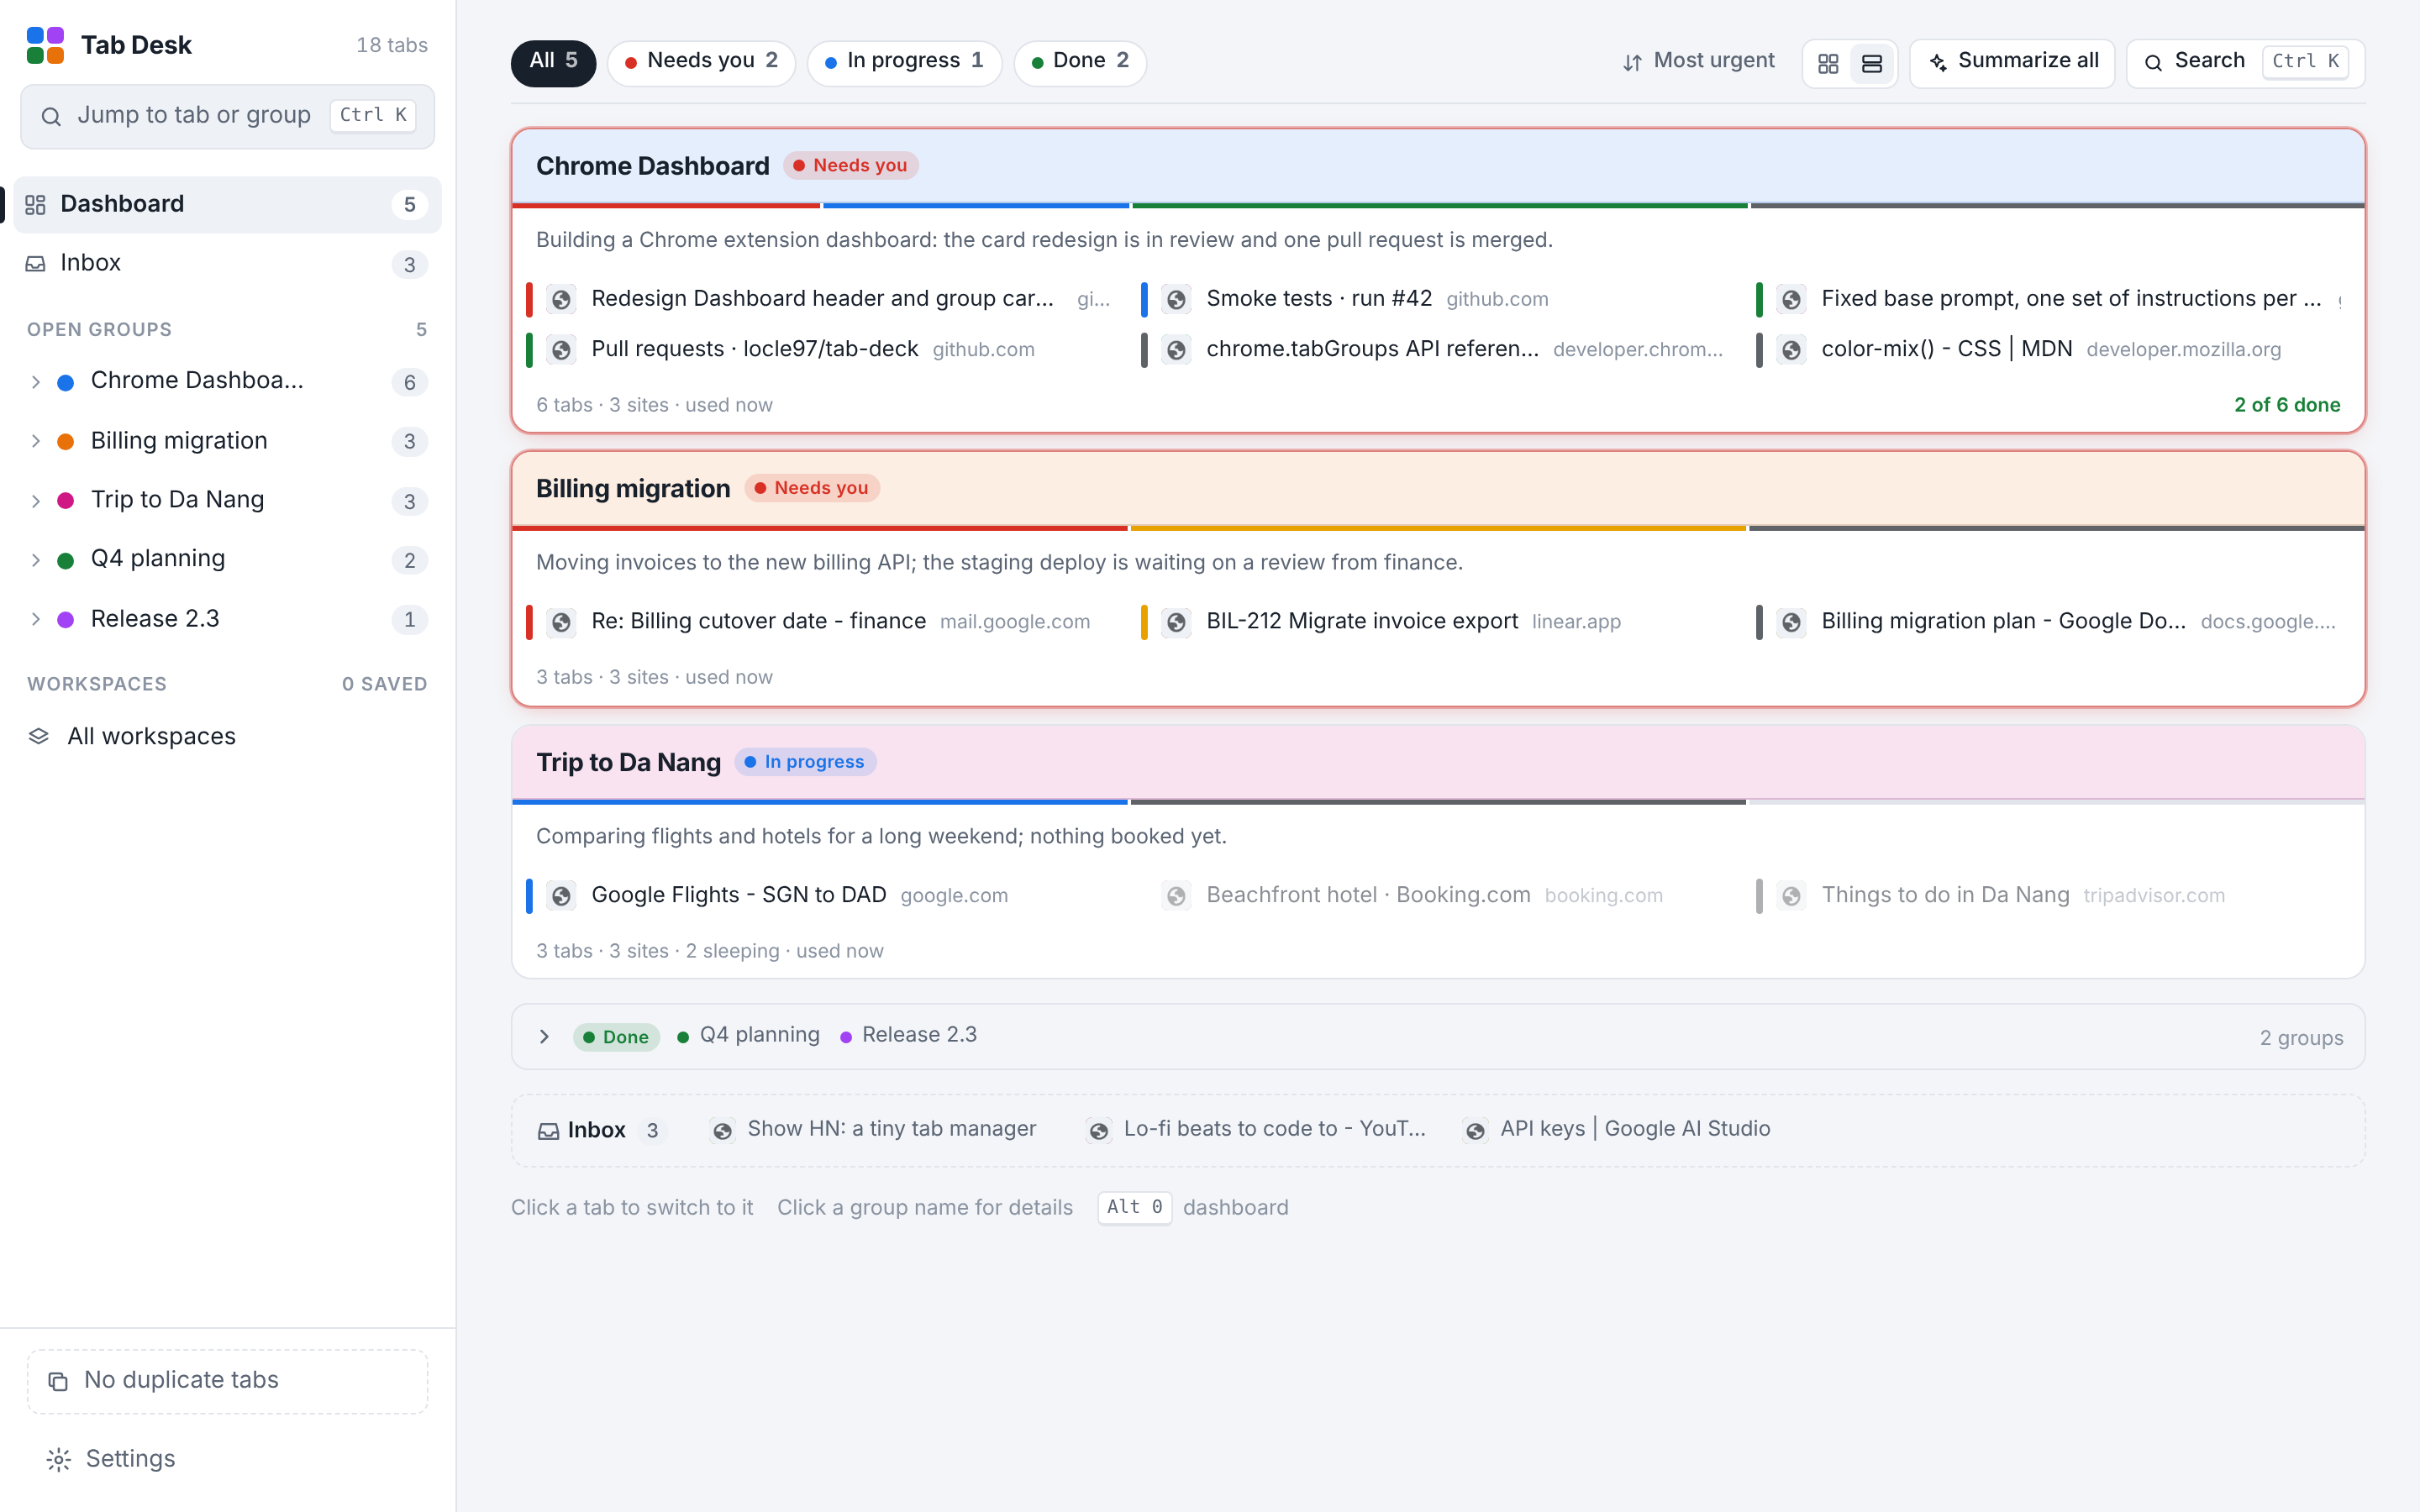 Tab Desk 18 tabs
Jump to tab or group Ctrl K
Dashboard 5
Inbox 3
OPEN GROUPS 5
Chrome Dashboa... 6
Billing migration 3
Trip to Da Nang 3
Q4 planning 2
Release 2.3 1
WORKSPACES 0 SAVED
All workspaces
No duplicate tabs
Settings
All 5 Needs you 2 In progress 1 Done 2 Most urgent Summarize all Search Ctrl K
Chrome Dashboard Needs you
Building a Chrome extension dashboard: the card redesign is in review and one pull request is merged.
Redesign Dashboard header and group car... gi... Smoke tests · run #42 github.com Fixed base prompt, one set of instructions per ...
Pull requests · locle97/tab-deck github.com chrome.tabGroups API referen... developer.chrom... color-mix() - CSS | MDN developer.mozilla.org
6 tabs · 3 sites · used now 2 of 6 done
Billing migration Needs you
Moving invoices to the new billing API; the staging deploy is waiting on a review from finance.
Re: Billing cutover date - finance mail.google.com BIL-212 Migrate invoice export linear.app Billing migration plan - Google Do... docs.google....
3 tabs · 3 sites · used now
Trip to Da Nang In progress
Comparing flights and hotels for a long weekend; nothing booked yet.
Google Flights - SGN to DAD google.com Beachfront hotel · Booking.com booking.com Things to do in Da Nang tripadvisor.com
3 tabs · 3 sites · 2 sleeping · used now
Done Q4 planning Release 2.3 2 groups
Inbox 3 Show HN: a tiny tab manager Lo-fi beats to code to - YouT... API keys | Google AI Studio
Click a tab to switch to it Click a group name for details Alt 0 dashboard